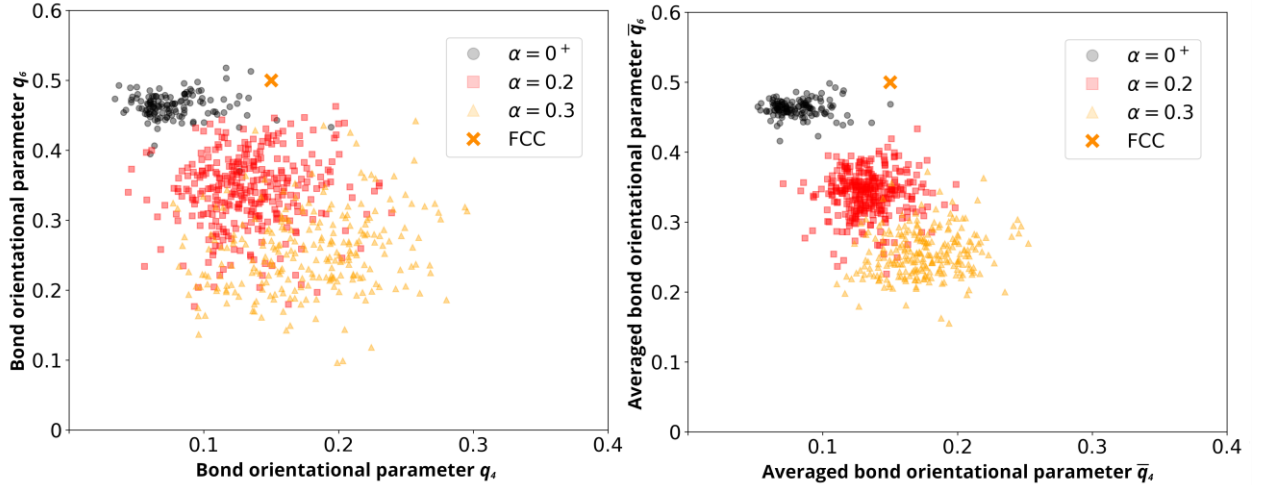 0.6
0.5
0.4
0.3
0.2
0.1
0
0.1
0.2
0.3
0.4
Bond orientational parameter q₆
Bond orientational parameter q₄
α = 0⁺
α = 0.2
α = 0.3
FCC
0.6
0.5
0.4
0.3
0.2
0.1
0
0.1
0.2
0.3
0.4
Averaged bond orientational parameter q̅₆
Averaged bond orientational parameter q̅₄
α = 0⁺
α = 0.2
α = 0.3
FCC